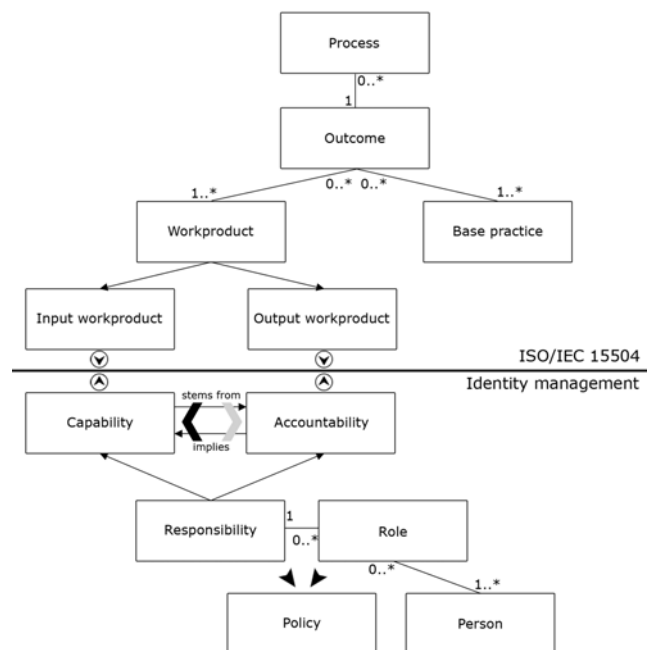 Process
0..*
1
Outcome
0..* 0..*
1..*
1..*
Workproduct
Base practice
Input workproduct
Output workproduct
ISO/IEC 15504
Identity management
stems from
Capability
Accountability
implies
1
Responsibility
Role
0..*
0..*
1..*
Policy
Person